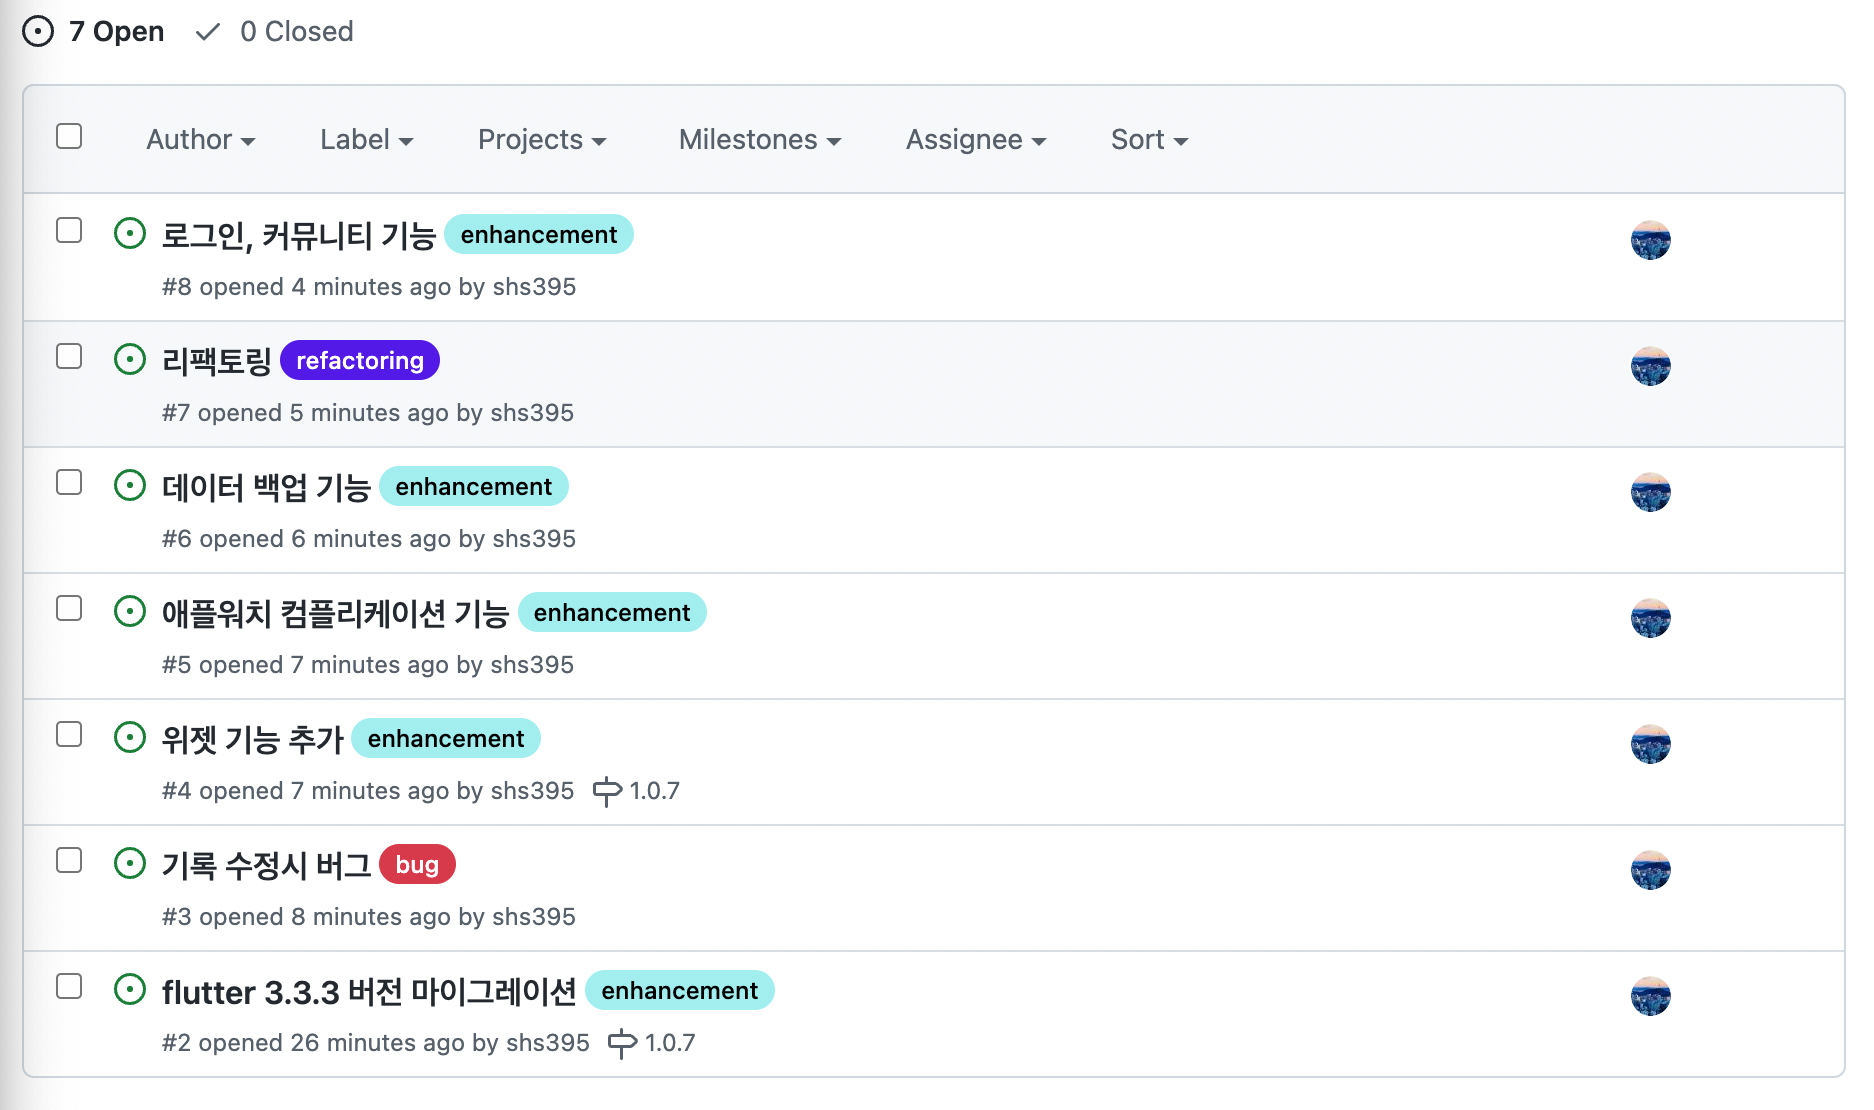 7 Open 0 Closed
Author Label Projects Milestones Assignee Sort
로그인, 커뮤니티 기능 enhancement
#8 opened 4 minutes ago by shs395
리팩토링 refactoring
#7 opened 5 minutes ago by shs395
데이터 백업 기능 enhancement
#6 opened 6 minutes ago by shs395
애플워치 컴플리케이션 기능 enhancement
#5 opened 7 minutes ago by shs395
위젯 기능 추가 enhancement
#4 opened 7 minutes ago by shs395 1.0.7
기록 수정시 버그 bug
#3 opened 8 minutes ago by shs395
flutter 3.3.3 버전 마이그레이션 enhancement
#2 opened 26 minutes ago by shs395 1.0.7